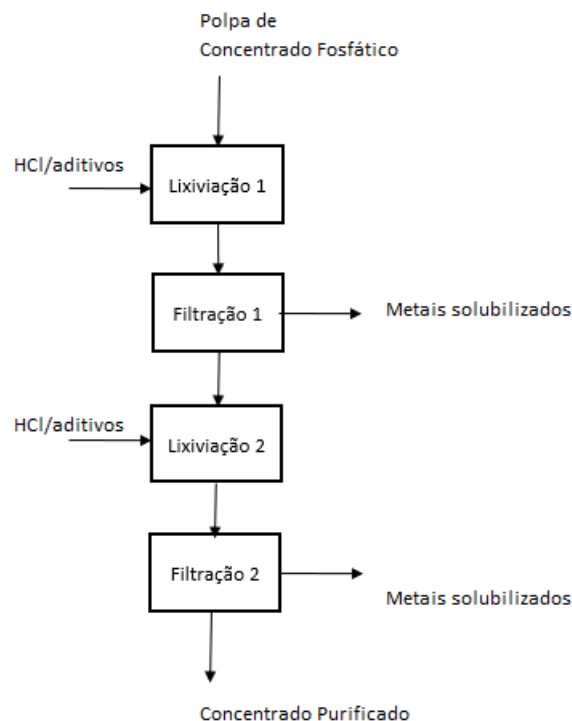 Polpa de
Concentrado Fosfático
HCl/aditivos
Lixiviação 1
Filtração 1
Metais solubilizados
HCl/aditivos
Lixiviação 2
Filtração 2
Metais solubilizados
Concentrado Purificado